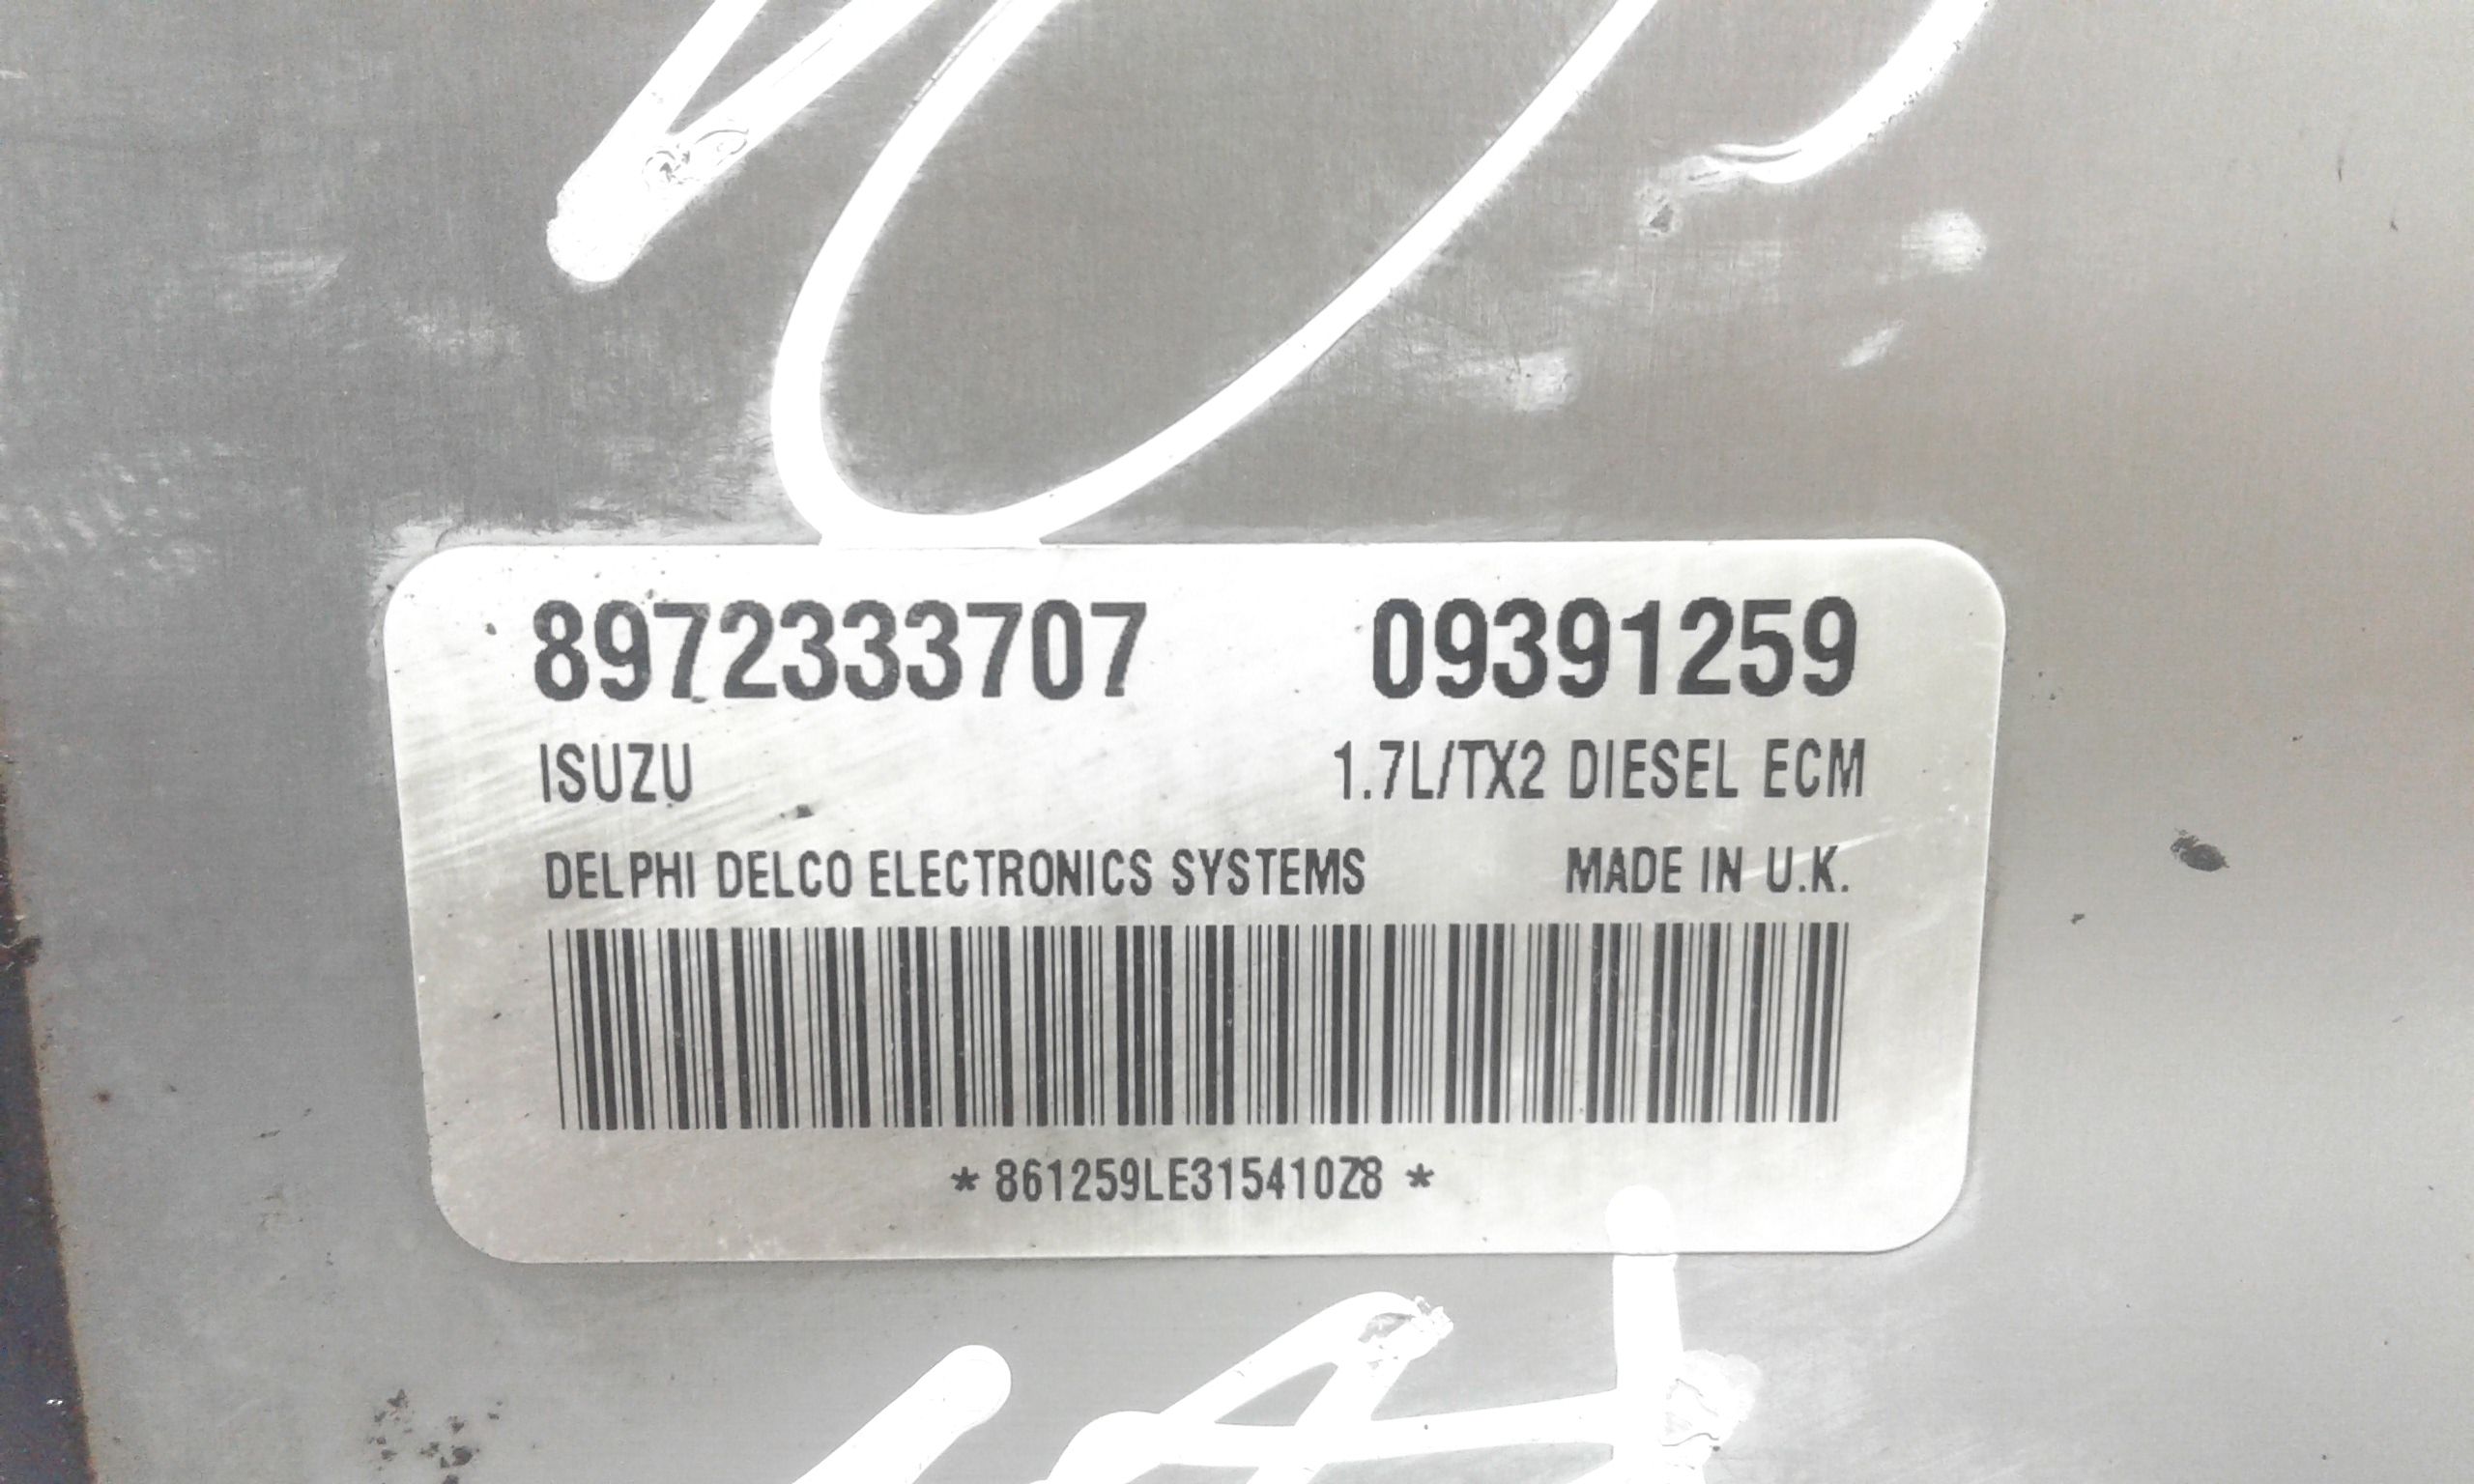 8972333707 09391259
ISUZU 1.7L/TX2 DIESEL ECM
DELPHI DELCO ELECTRONICS SYSTEMS MADE IN U.K.
* 861259LE315410Z8 *